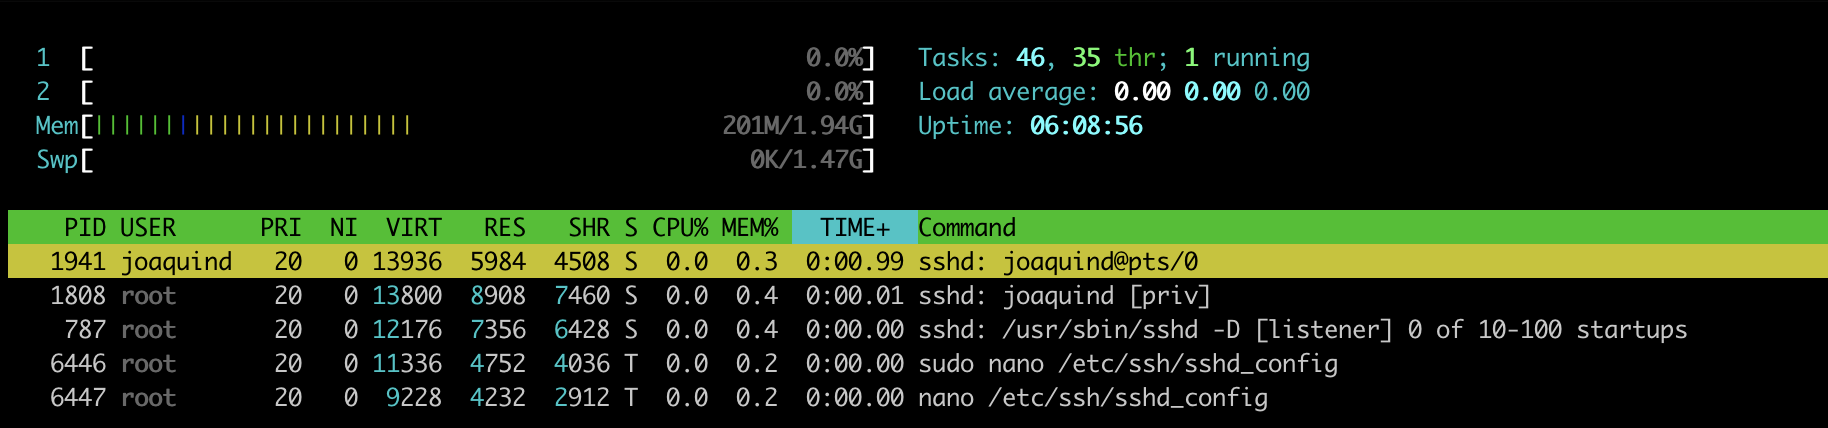 1 [ 0.0%] Tasks: 46, 35 thr; 1 running
2 [ 0.0%] Load average: 0.00 0.00 0.00
Mem[||||||||||||||||||||||| 201M/1.94G] Uptime: 06:08:56
Swp[ 0K/1.47G]
PID USER PRI NI VIRT RES SHR S CPU% MEM% TIME+ Command
1941 joaquind 20 0 13936 5984 4508 S 0.0 0.3 0:00.99 sshd: joaquind@pts/0
1808 root 20 0 13800 8908 7460 S 0.0 0.4 0:00.01 sshd: joaquind [priv]
787 root 20 0 12176 7356 6428 S 0.0 0.4 0:00.00 sshd: /usr/sbin/sshd -D [listener] 0 of 10-100 startups
6446 root 20 0 11336 4752 4036 T 0.0 0.2 0:00.00 sudo nano /etc/ssh/sshd_config
6447 root 20 0 9228 4232 2912 T 0.0 0.2 0:00.00 nano /etc/ssh/sshd_config